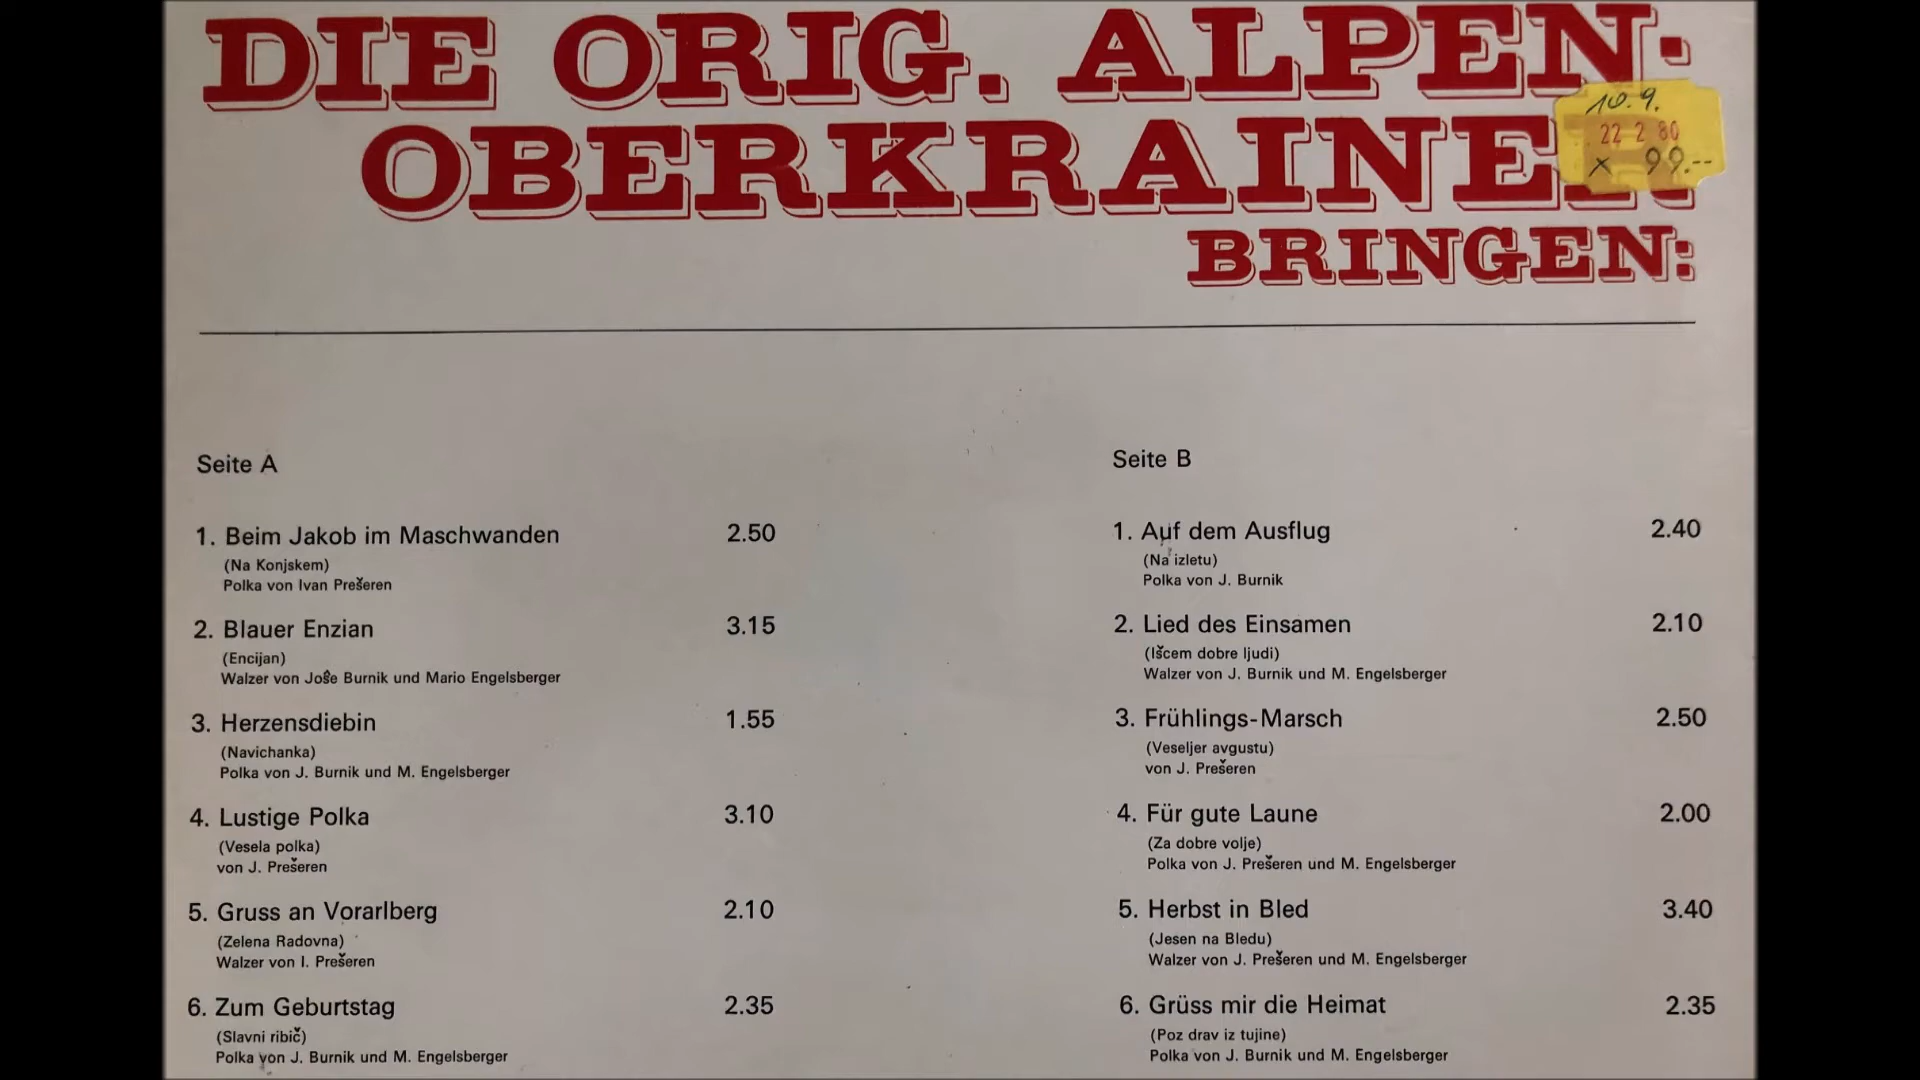 DIE ORIG. ALPEN-
OBERKRAINER
BRINGEN:
10.9.
22 2 80
x 99.--
Seite A
1. Beim Jakob im Maschwanden 2.50
(Na Konjskem)
Polka von Ivan Prešeren
2. Blauer Enzian 3.15
(Encijan)
Walzer von Jože Burnik und Mario Engelsberger
3. Herzensdiebin 1.55
(Navichanka)
Polka von J. Burnik und M. Engelsberger
4. Lustige Polka 3.10
(Vesela polka)
von J. Prešeren
5. Gruss an Vorarlberg 2.10
(Zelena Radovna)
Walzer von I. Prešeren
6. Zum Geburtstag 2.35
(Slavni ribič)
Polka von J. Burnik und M. Engelsberger
Seite B
1. Auf dem Ausflug 2.40
(Na izletu)
Polka von J. Burnik
2. Lied des Einsamen 2.10
(Iščem dobre ljudi)
Walzer von J. Burnik und M. Engelsberger
3. Frühlings-Marsch 2.50
(Veseljer avgustu)
von J. Prešeren
4. Für gute Laune 2.00
(Za dobre volje)
Polka von J. Prešeren und M. Engelsberger
5. Herbst in Bled 3.40
(Jesen na Bledu)
Walzer von J. Prešeren und M. Engelsberger
6. Grüss mir die Heimat 2.35
(Poz drav iz tujine)
Polka von J. Burnik und M. Engelsberger